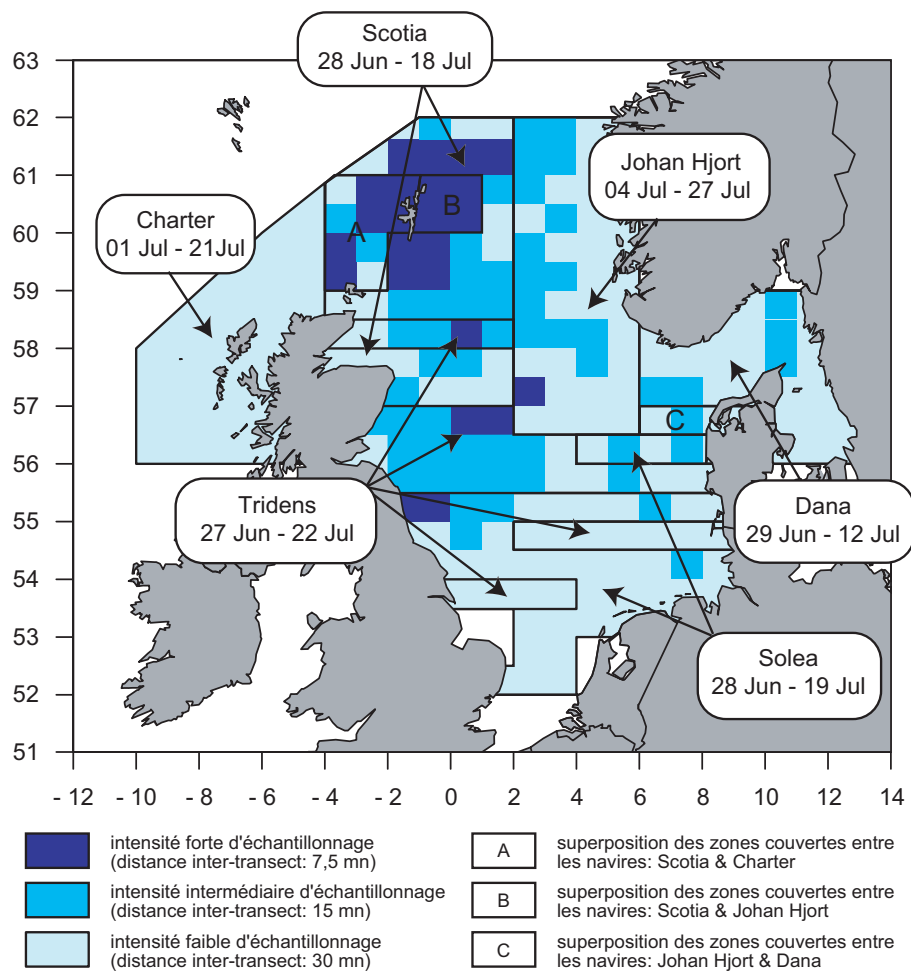 Scotia
28 Jun - 18 Jul
Johan Hjort
04 Jul - 27 Jul
Charter
01 Jul - 21Jul
Tridens
27 Jun - 22 Jul
Dana
29 Jun - 12 Jul
Solea
28 Jun - 19 Jul
A
B
C
63
62
61
60
59
58
57
56
55
54
53
52
51
- 12 - 10 - 8 - 6 - 4 - 2 0 2 4 6 8 10 12 14
intensité forte d'échantillonnage
(distance inter-transect: 7,5 mn)
intensité intermédiaire d'échantillonnage
(distance inter-transect: 15 mn)
intensité faible d'échantillonnage
(distance inter-transect: 30 mn)
A
superposition des zones couvertes entre
les navires: Scotia & Charter
B
superposition des zones couvertes entre
les navires: Scotia & Johan Hjort
C
superposition des zones couvertes entre
les navires: Johan Hjort & Dana